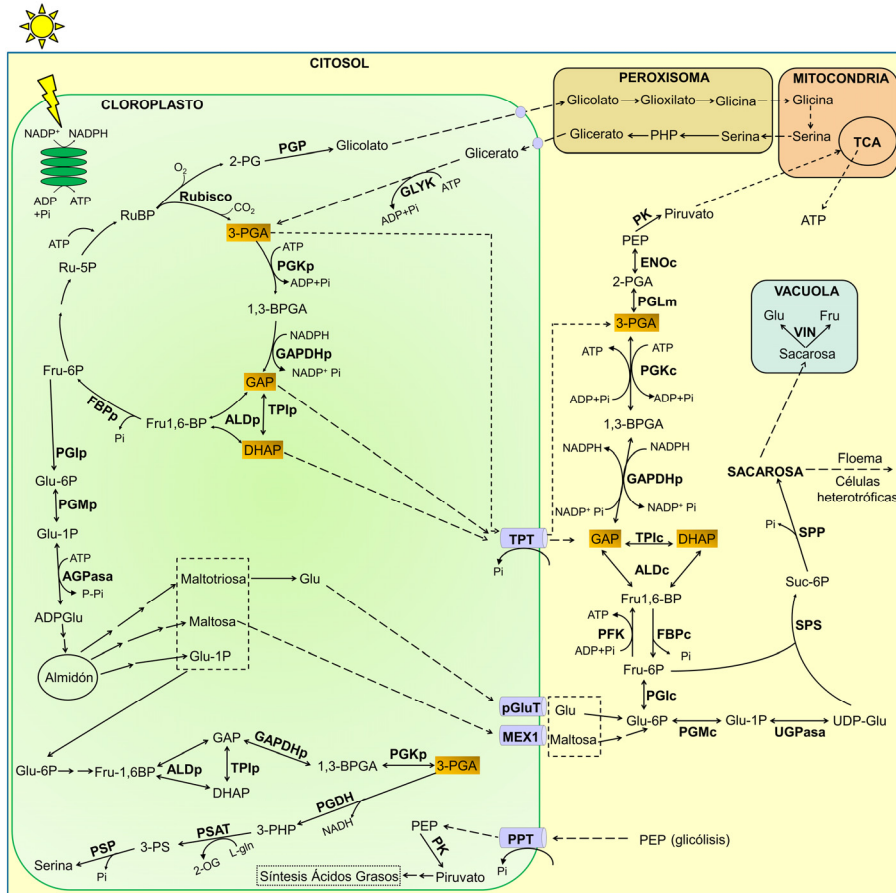 CITOSOL
CLOROPLASTO
NADP⁺ NADPH
ADP ATP
+Pi
RuBP
O₂
2-PG
PGP
Glicolato
Rubisco
CO₂
3-PGA
Glicerato
GLYK
ATP
ADP+Pi
ATP
Ru-5P
ATP
PGKp
ADP+Pi
1,3-BPGA
NADPH
GAPDHp
NADP⁺ Pi
GAP
TPIp
ALDp
DHAP
Fru1,6-BP
FBPp
Pi
Fru-6P
PGIp
Glu-6P
PGMp
Glu-1P
ATP
AGPasa
P-Pi
ADPGlu
Almidón
Maltotriosa
Glu
Maltosa
Glu-1P
Glu-6P
Fru-1,6BP
ALDp
GAP
TPIp
DHAP
GAPDHp
1,3-BPGA
PGKp
3-PGA
PGDH
NADH
3-PHP
PSAT
2-OG
L-gln
3-PS
PSP
Pi
Serina
PEP
PK
Piruvato
Síntesis Ácidos Grasos
PPT
Pi
PEP (glicólisis)
PEROXISOMA
Glicolato
Glioxilato
Glicina
Glicerato
PHP
Serina
MITOCONDRIA
Glicina
Serina
TCA
ATP
PK
Piruvato
PEP
ENOc
2-PGA
PGLm
3-PGA
ATP
ATP
PGKc
ADP+Pi
ADP+Pi
1,3-BPGA
NADPH
NADPH
GAPDHp
NADP⁺ Pi
NADP⁺ Pi
TPT
Pi
GAP
TPIc
DHAP
ALDc
Fru1,6-BP
ATP
PFK
ADP+Pi
FBPc
Pi
Fru-6P
PGIc
pGluT
Glu
MEX1
Maltosa
Glu-6P
PGMc
Glu-1P
UGPasa
UDP-Glu
SPS
Suc-6P
SPP
Pi
SACAROSA
Floema
Células
heterotróficas
VACUOLA
Glu
Fru
VIN
Sacarosa